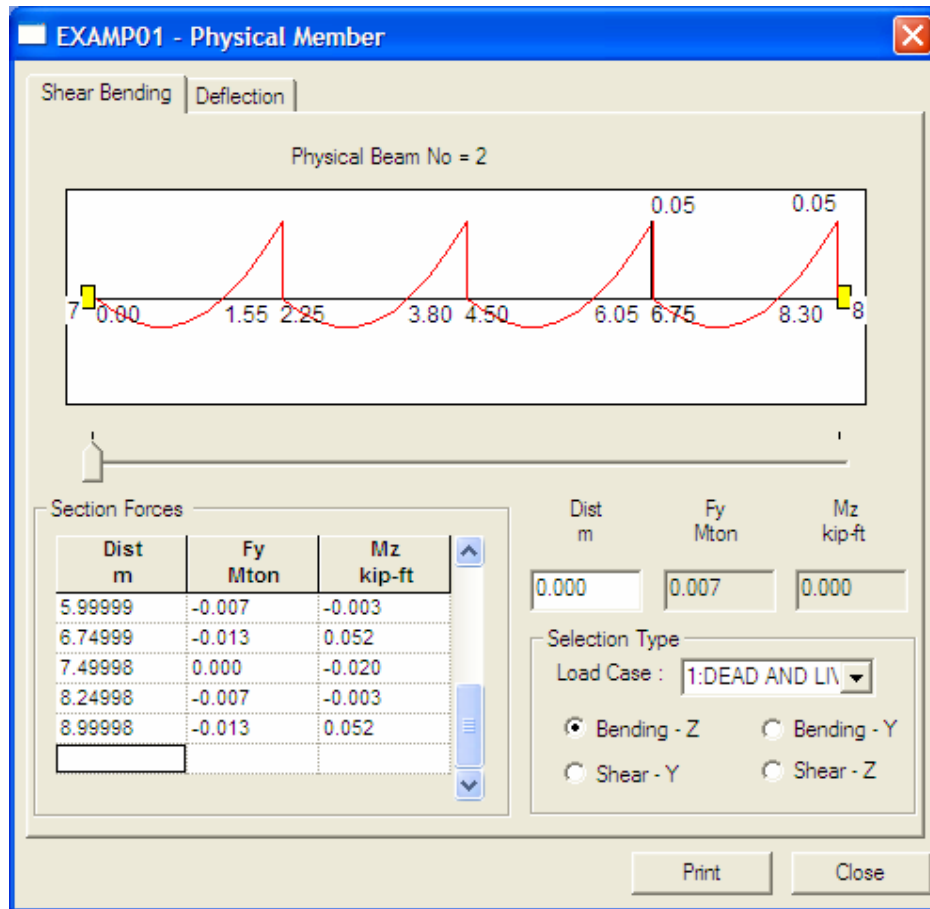 EXAMP01 - Physical Member
Shear Bending Deflection
Physical Beam No = 2
0.05 0.05
7 0.00 1.55 2.25 3.80 4.50 6.05 6.75 8.30 8
Section Forces
Dist m Fy Mton Mz kip-ft
5.99999 -0.007 -0.003
6.74999 -0.013 0.052
7.49998 0.000 -0.020
8.24998 -0.007 -0.003
8.99998 -0.013 0.052
Dist Fy Mz
m Mton kip-ft
0.000 0.007 0.000
Selection Type
Load Case : 1:DEAD AND LIV
Bending - Z Bending - Y
Shear - Y Shear - Z
Print Close